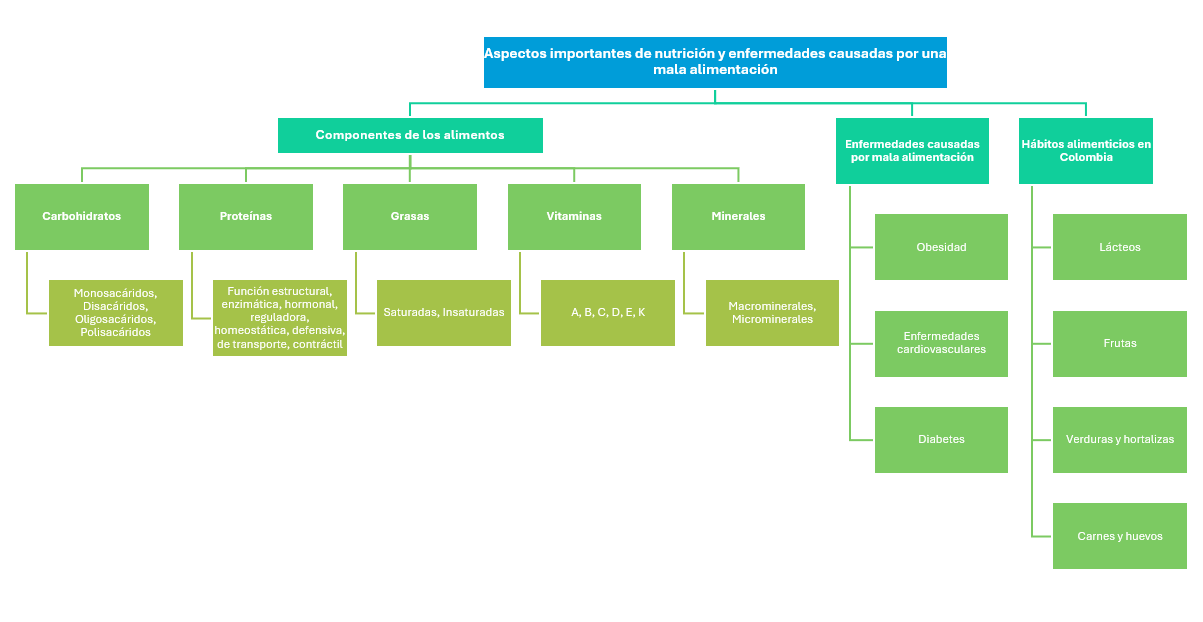 Aspectos importantes de nutrición y enfermedades causadas por una
mala alimentación
Componentes de los alimentos
Enfermedades causadas
por mala alimentación
Hábitos alimenticios en
Colombia
Carbohidratos
Proteínas
Grasas
Vitaminas
Minerales
Monosacáridos,
Disacáridos,
Oligosacáridos,
Polisacáridos
Función estructural,
enzimática, hormonal,
reguladora,
homeostática, defensiva,
de transporte, contráctil
Saturadas, Insaturadas
A, B, C, D, E, K
Macrominerales,
Microminerales
Obesidad
Enfermedades
cardiovasculares
Diabetes
Lácteos
Frutas
Verduras y hortalizas
Carnes y huevos